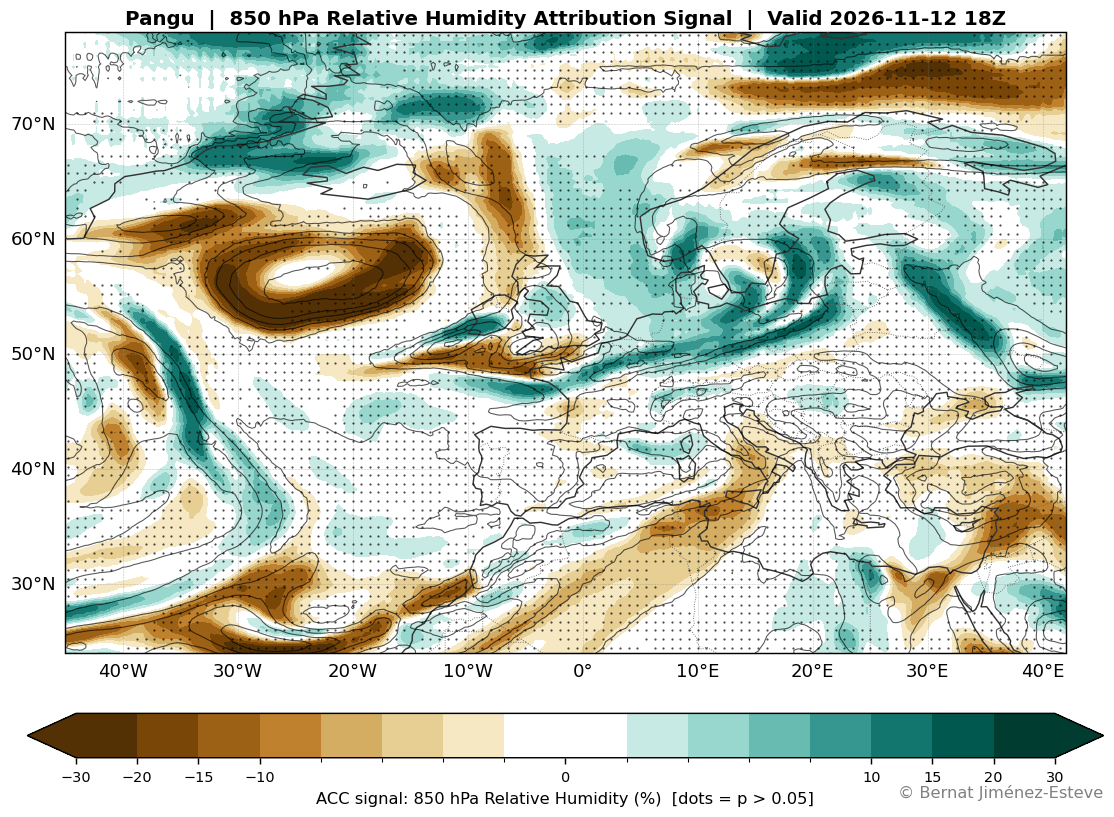 Pangu | 850 hPa Relative Humidity Attribution Signal | Valid 2026-11-12 18Z
70°N
60°N
50°N
40°N
30°N
40°W 30°W 20°W 10°W 0° 10°E 20°E 30°E 40°E
−30 −20 −15 −10 0 10 15 20 30
ACC signal: 850 hPa Relative Humidity (%) [dots = p > 0.05]
© Bernat Jiménez-Esteve